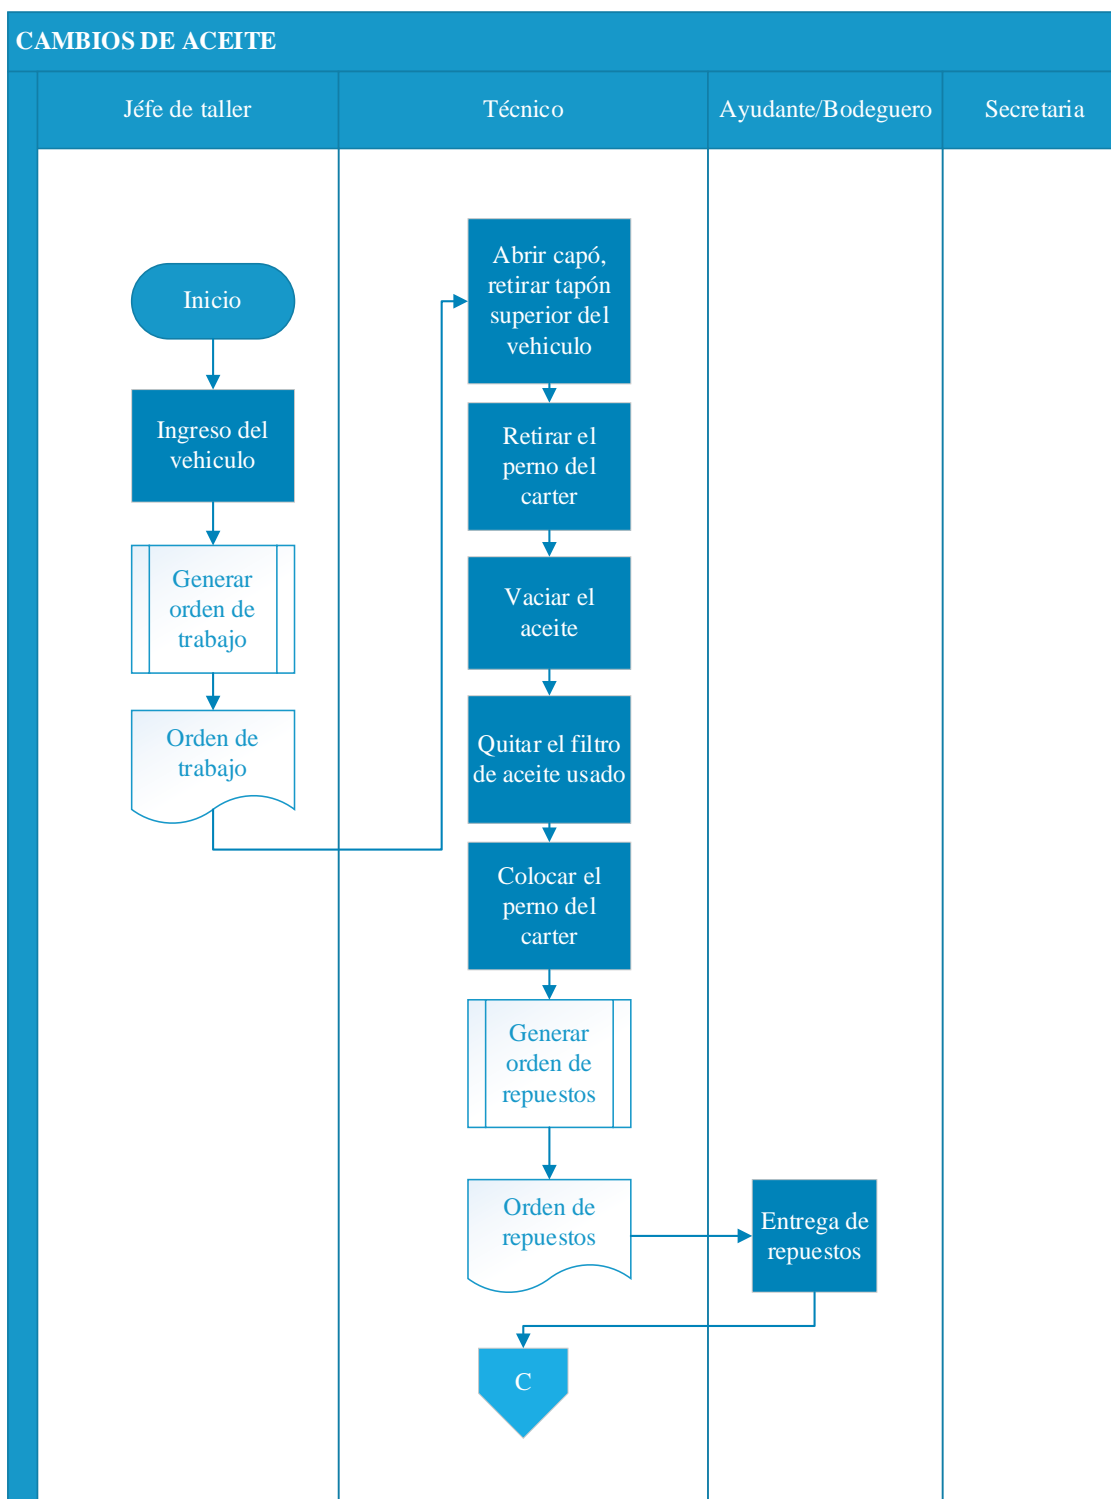 CAMBIOS DE ACEITE
Jéfe de taller
Técnico
Ayudante/Bodeguero
Secretaria
Inicio
Ingreso del
vehiculo
Generar
orden de
trabajo
Orden de
trabajo
Abrir capó,
retirar tapón
superior del
vehiculo
Retirar el
perno del
carter
Vaciar el
aceite
Quitar el filtro
de aceite usado
Colocar el
perno del
carter
Generar
orden de
repuestos
Orden de
repuestos
Entrega de
repuestos
C